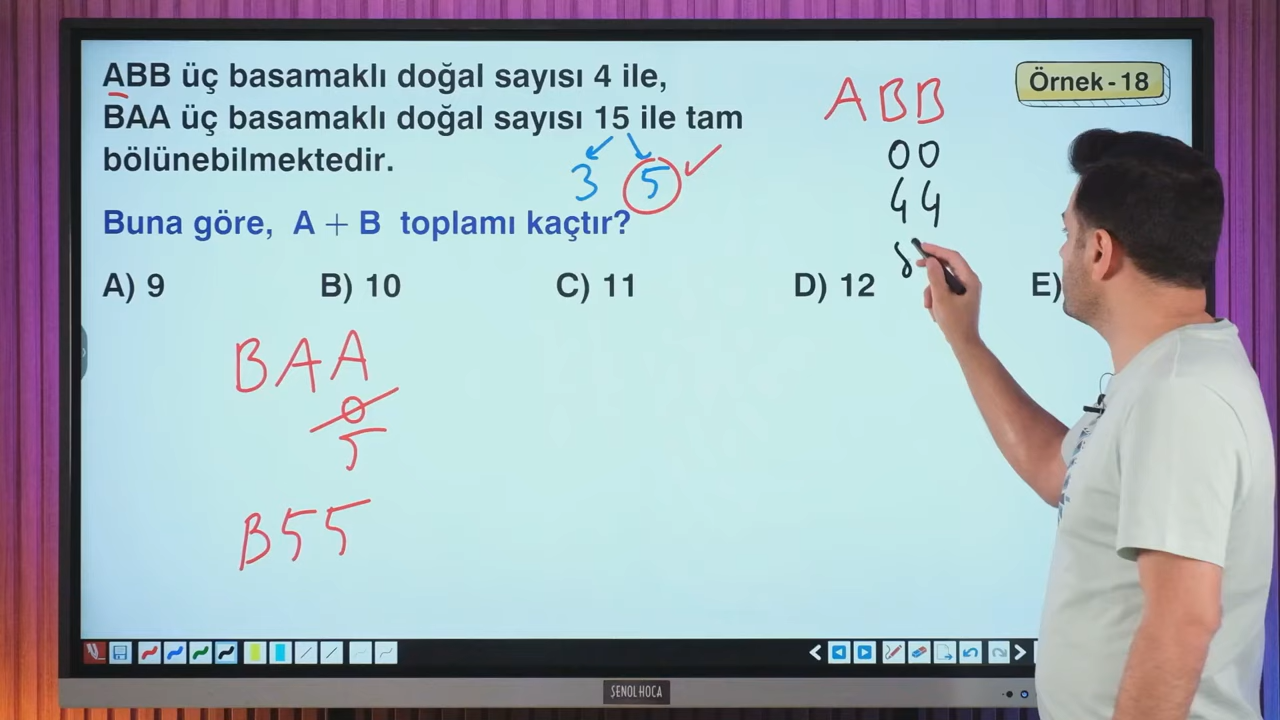 ABB üç basamaklı doğal sayısı 4 ile,
BAA üç basamaklı doğal sayısı 15 ile tam
bölünebilmektedir.
3 5
Buna göre, A + B toplamı kaçtır?
A) 9 B) 10 C) 11 D) 12 E)
Örnek - 18
ABB
00
44
8
BAA
0
5
B55
ŞENOL HOCA